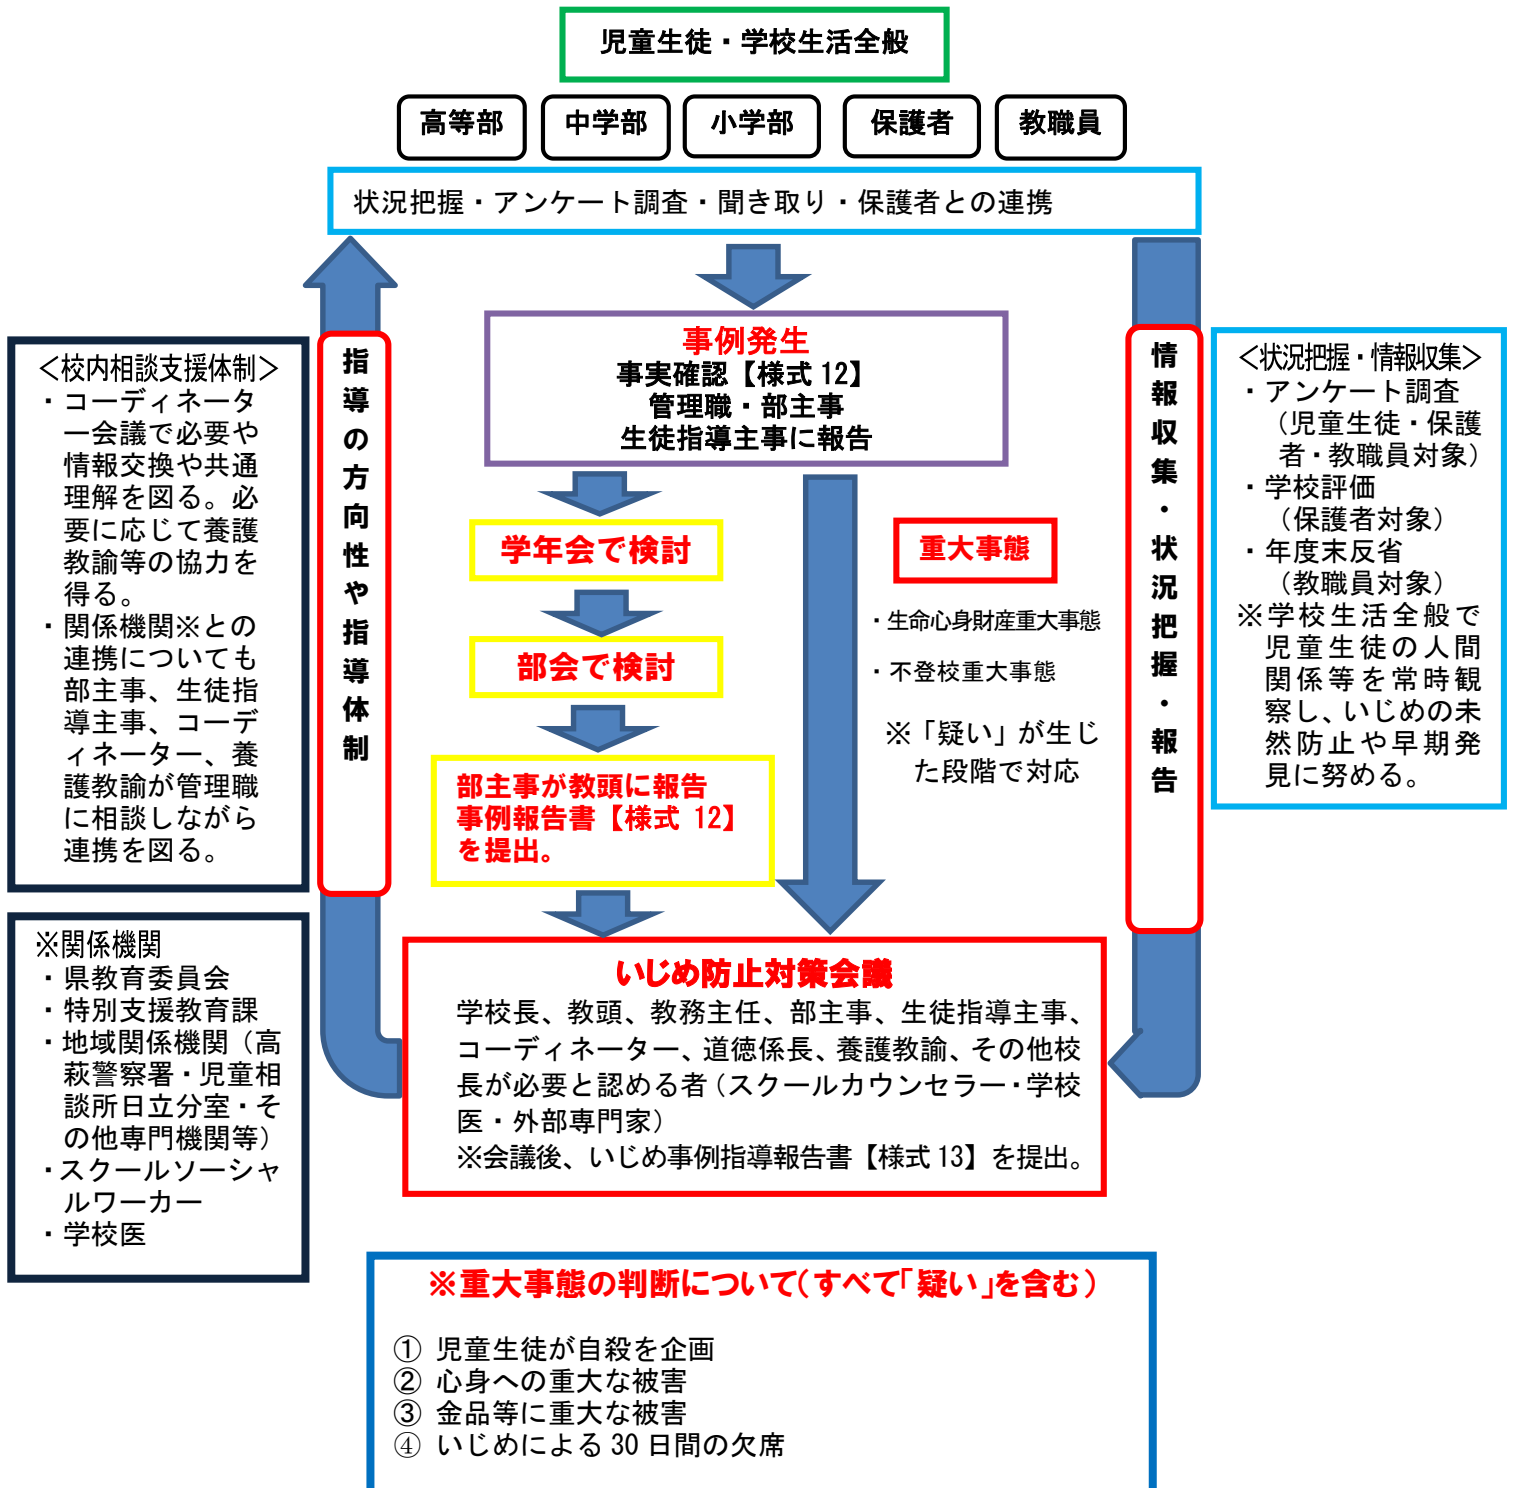 児童生徒・学校生活全般
高等部
中学部
小学部
保護者
教職員
状況把握・アンケート調査・聞き取り・保護者との連携
事例発生
事実確認【様式 12】
管理職・部主事
生徒指導主事に報告
＜校内相談支援体制＞
・コーディネータ
ー会議で必要や
情報交換や共通
理解を図る。必
要に応じて養護
教諭等の協力を
得る。
・関係機関※との
連携についても
部主事、生徒指
導主事、コーデ
ィネーター、養
護教諭が管理職
に相談しながら
連携を図る。
指導の方向性や指導体制
学年会で検討
部会で検討
部主事が教頭に報告
事例報告書【様式 12】
を提出。
重大事態
・生命心身財産重大事態
・不登校重大事態
※「疑い」が生じ
た段階で対応
情報収集・状況把握・報告
＜状況把握・情報収集＞
・アンケート調査
（児童生徒・保護
者・教職員対象）
・学校評価
（保護者対象）
・年度末反省
（教職員対象）
※学校生活全般で
児童生徒の人間
関係等を常時観
察し、いじめの未
然防止や早期発
見に努める。
※関係機関
・県教育委員会
・特別支援教育課
・地域関係機関（高
萩警察署・児童相
談所日立分室・そ
の他専門機関等）
・スクールソーシャ
ルワーカー
・学校医
いじめ防止対策会議
学校長、教頭、教務主任、部主事、生徒指導主事、
コーディネーター、道徳係長、養護教諭、その他校
長が必要と認める者（スクールカウンセラー・学校
医・外部専門家）
※会議後、いじめ事例指導報告書【様式 13】を提出。
※重大事態の判断について（すべて「疑い」を含む）
① 児童生徒が自殺を企画
② 心身への重大な被害
③ 金品等に重大な被害
④ いじめによる 30 日間の欠席